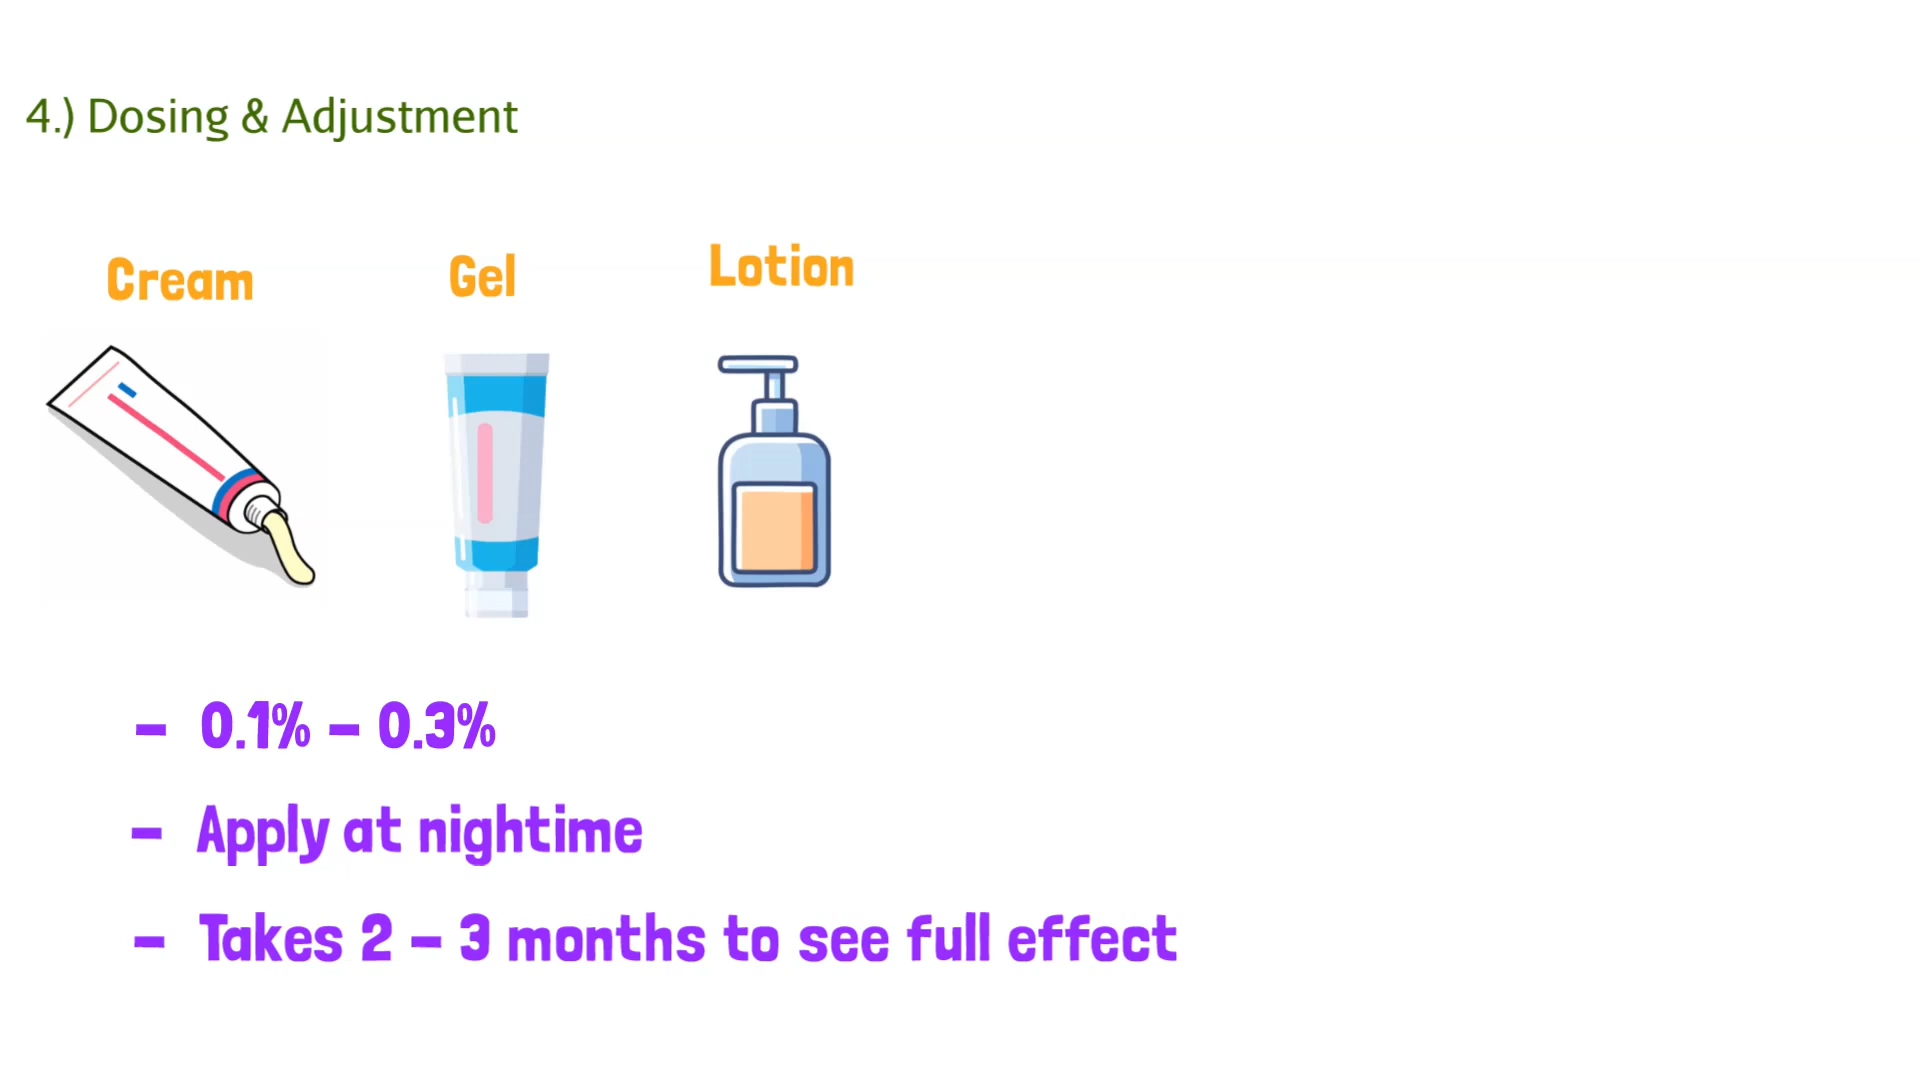 4.) Dosing & Adjustment
Cream Gel Lotion
- 0.1% - 0.3%
- Apply at nightime
- Takes 2 - 3 months to see full effect